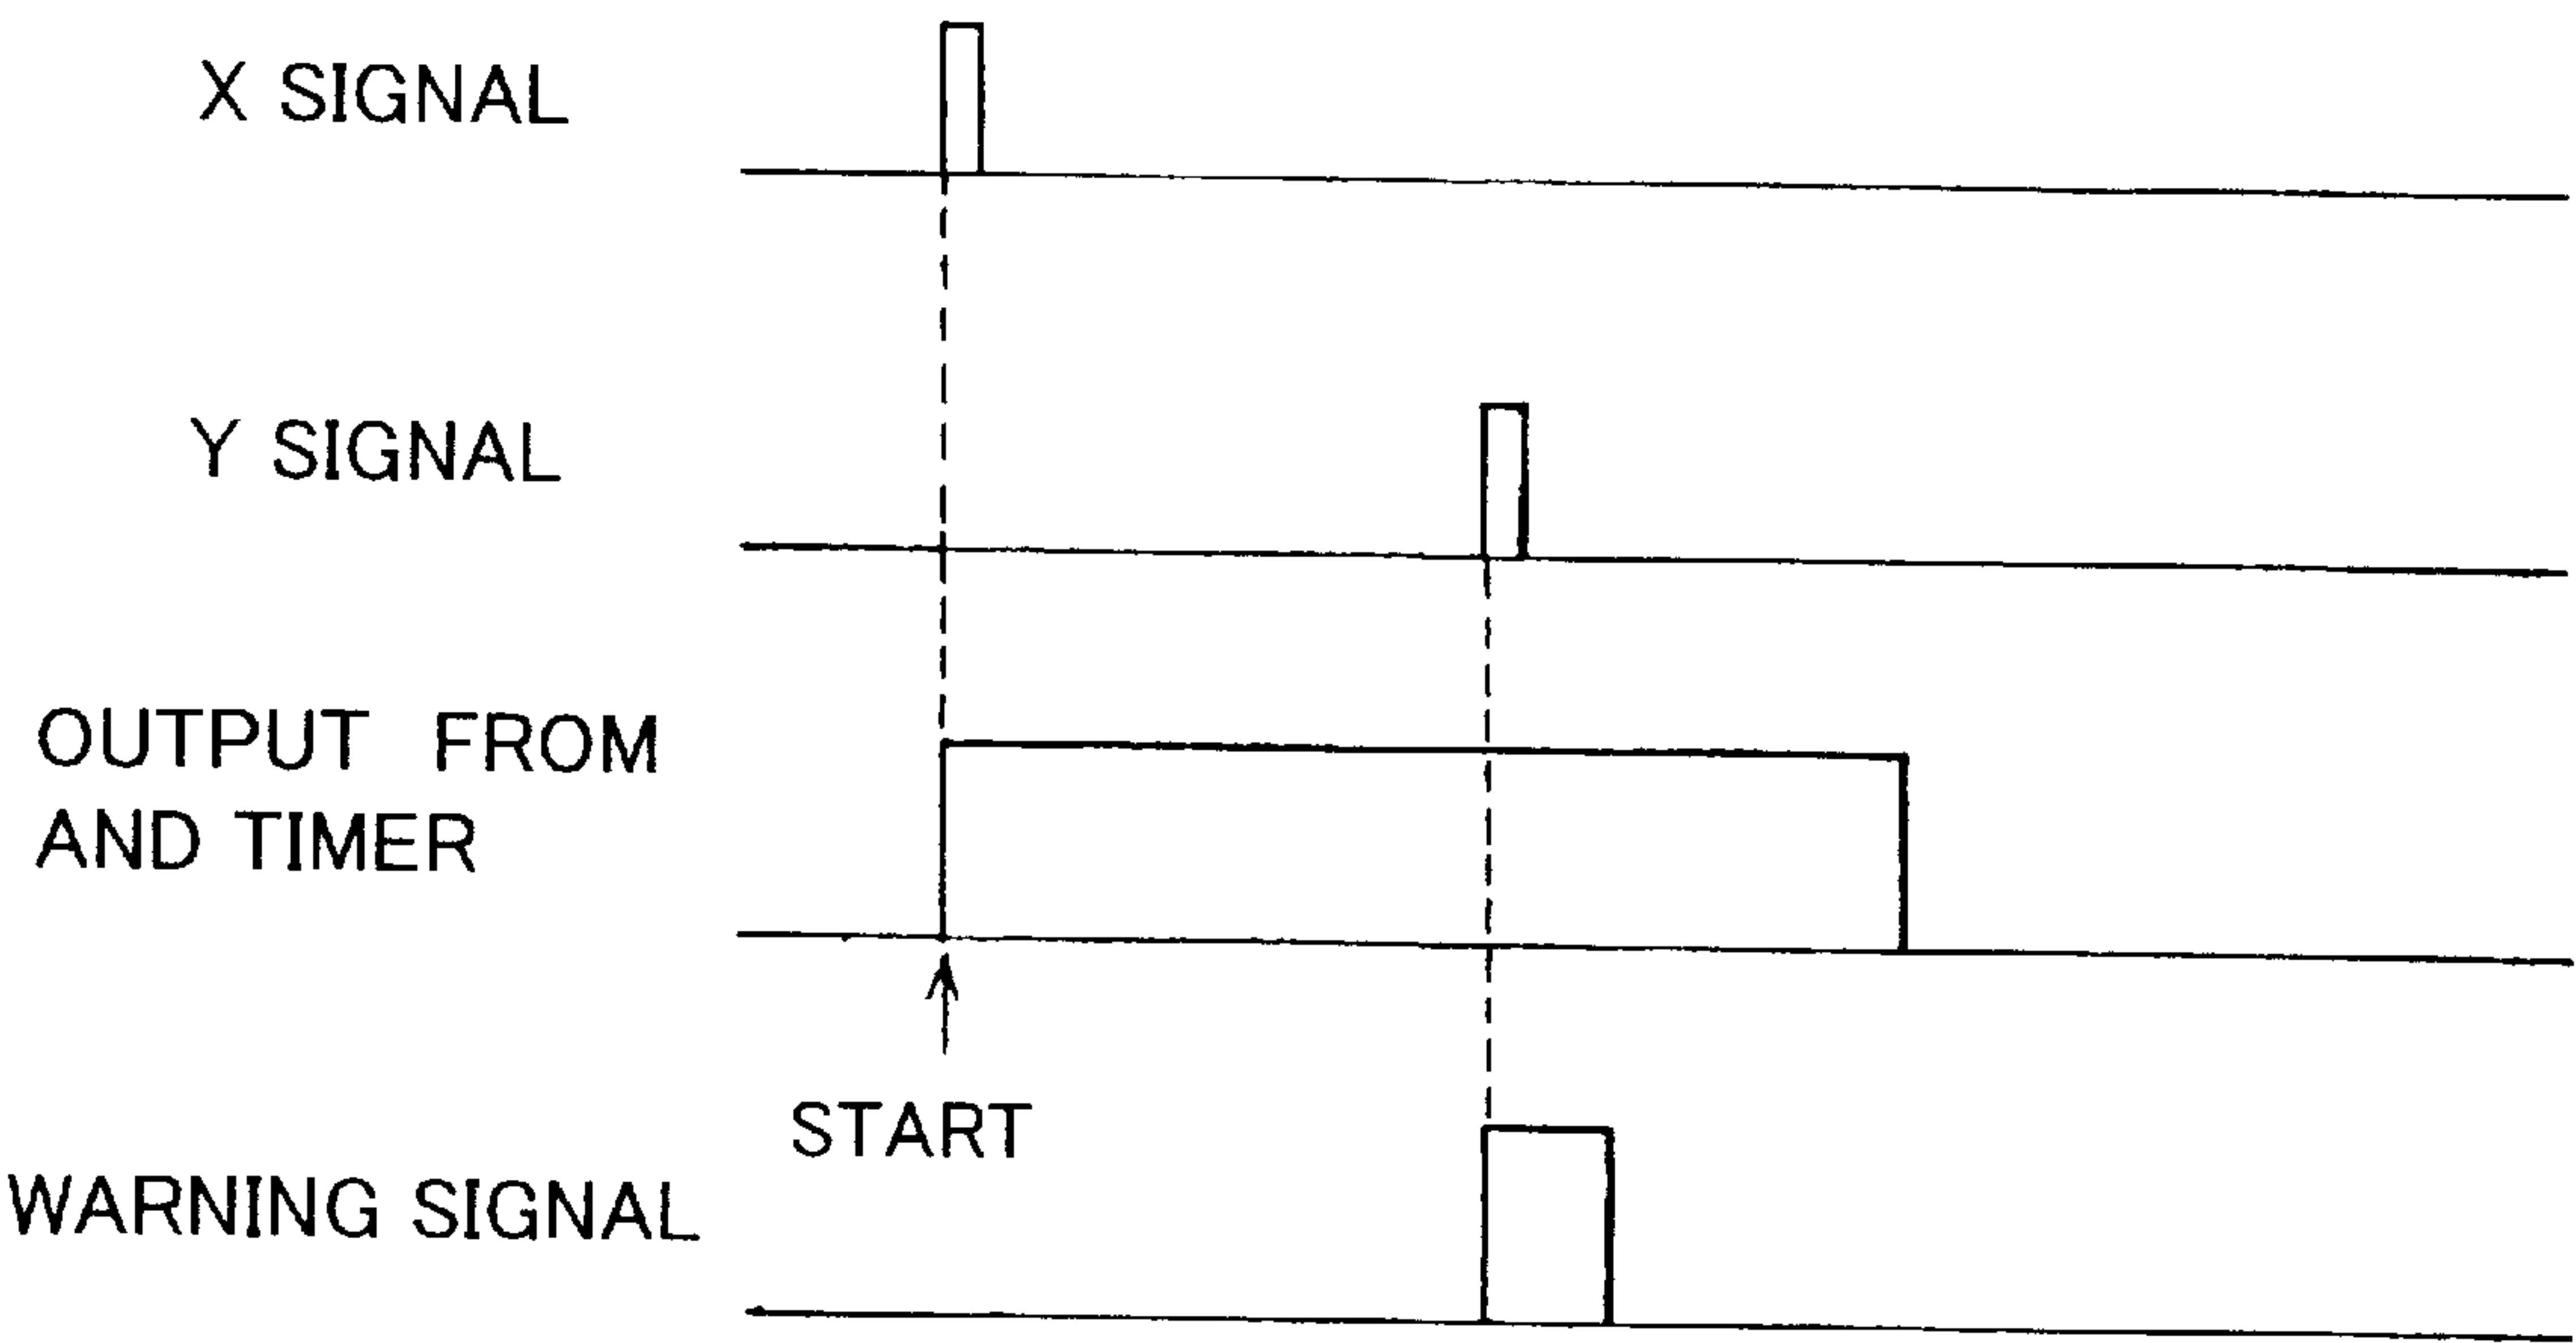 X SIGNAL
Y SIGNAL
OUTPUT FROM
AND TIMER
START
WARNING SIGNAL